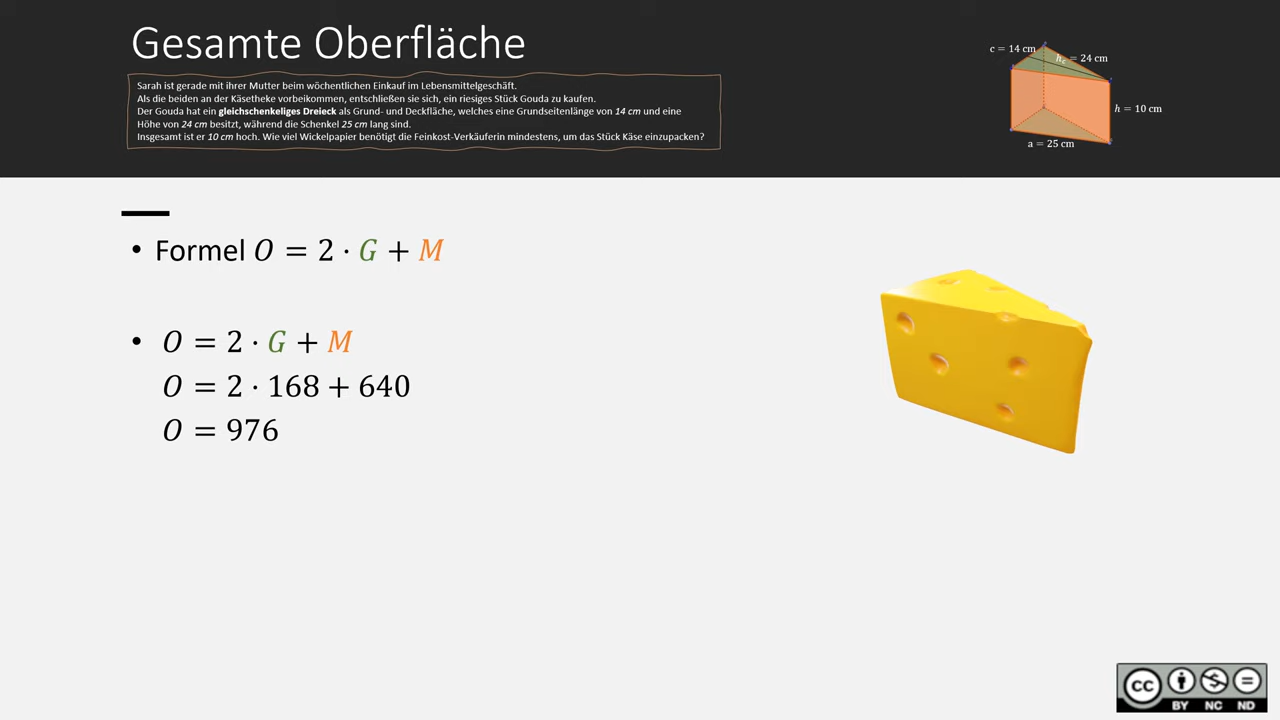 Gesamte Oberfläche
Sarah ist gerade mit ihrer Mutter beim wöchentlichen Einkauf im Lebensmittelgeschäft.
Als die beiden an der Käsetheke vorbeikommen, entschließen sie sich, ein riesiges Stück Gouda zu kaufen.
Der Gouda hat ein gleichschenkeliges Dreieck als Grund- und Deckfläche, welches eine Grundseitenlänge von 14 cm und eine
Höhe von 24 cm besitzt, während die Schenkel 25 cm lang sind.
Insgesamt ist er 10 cm hoch. Wie viel Wickelpapier benötigt die Feinkost-Verkäuferin mindestens, um das Stück Käse einzupacken?
c = 14 cm
h_c = 24 cm
h = 10 cm
a = 25 cm
• Formel O = 2 · G + M
• O = 2 · G + M
O = 2 · 168 + 640
O = 976
CC BY NC ND